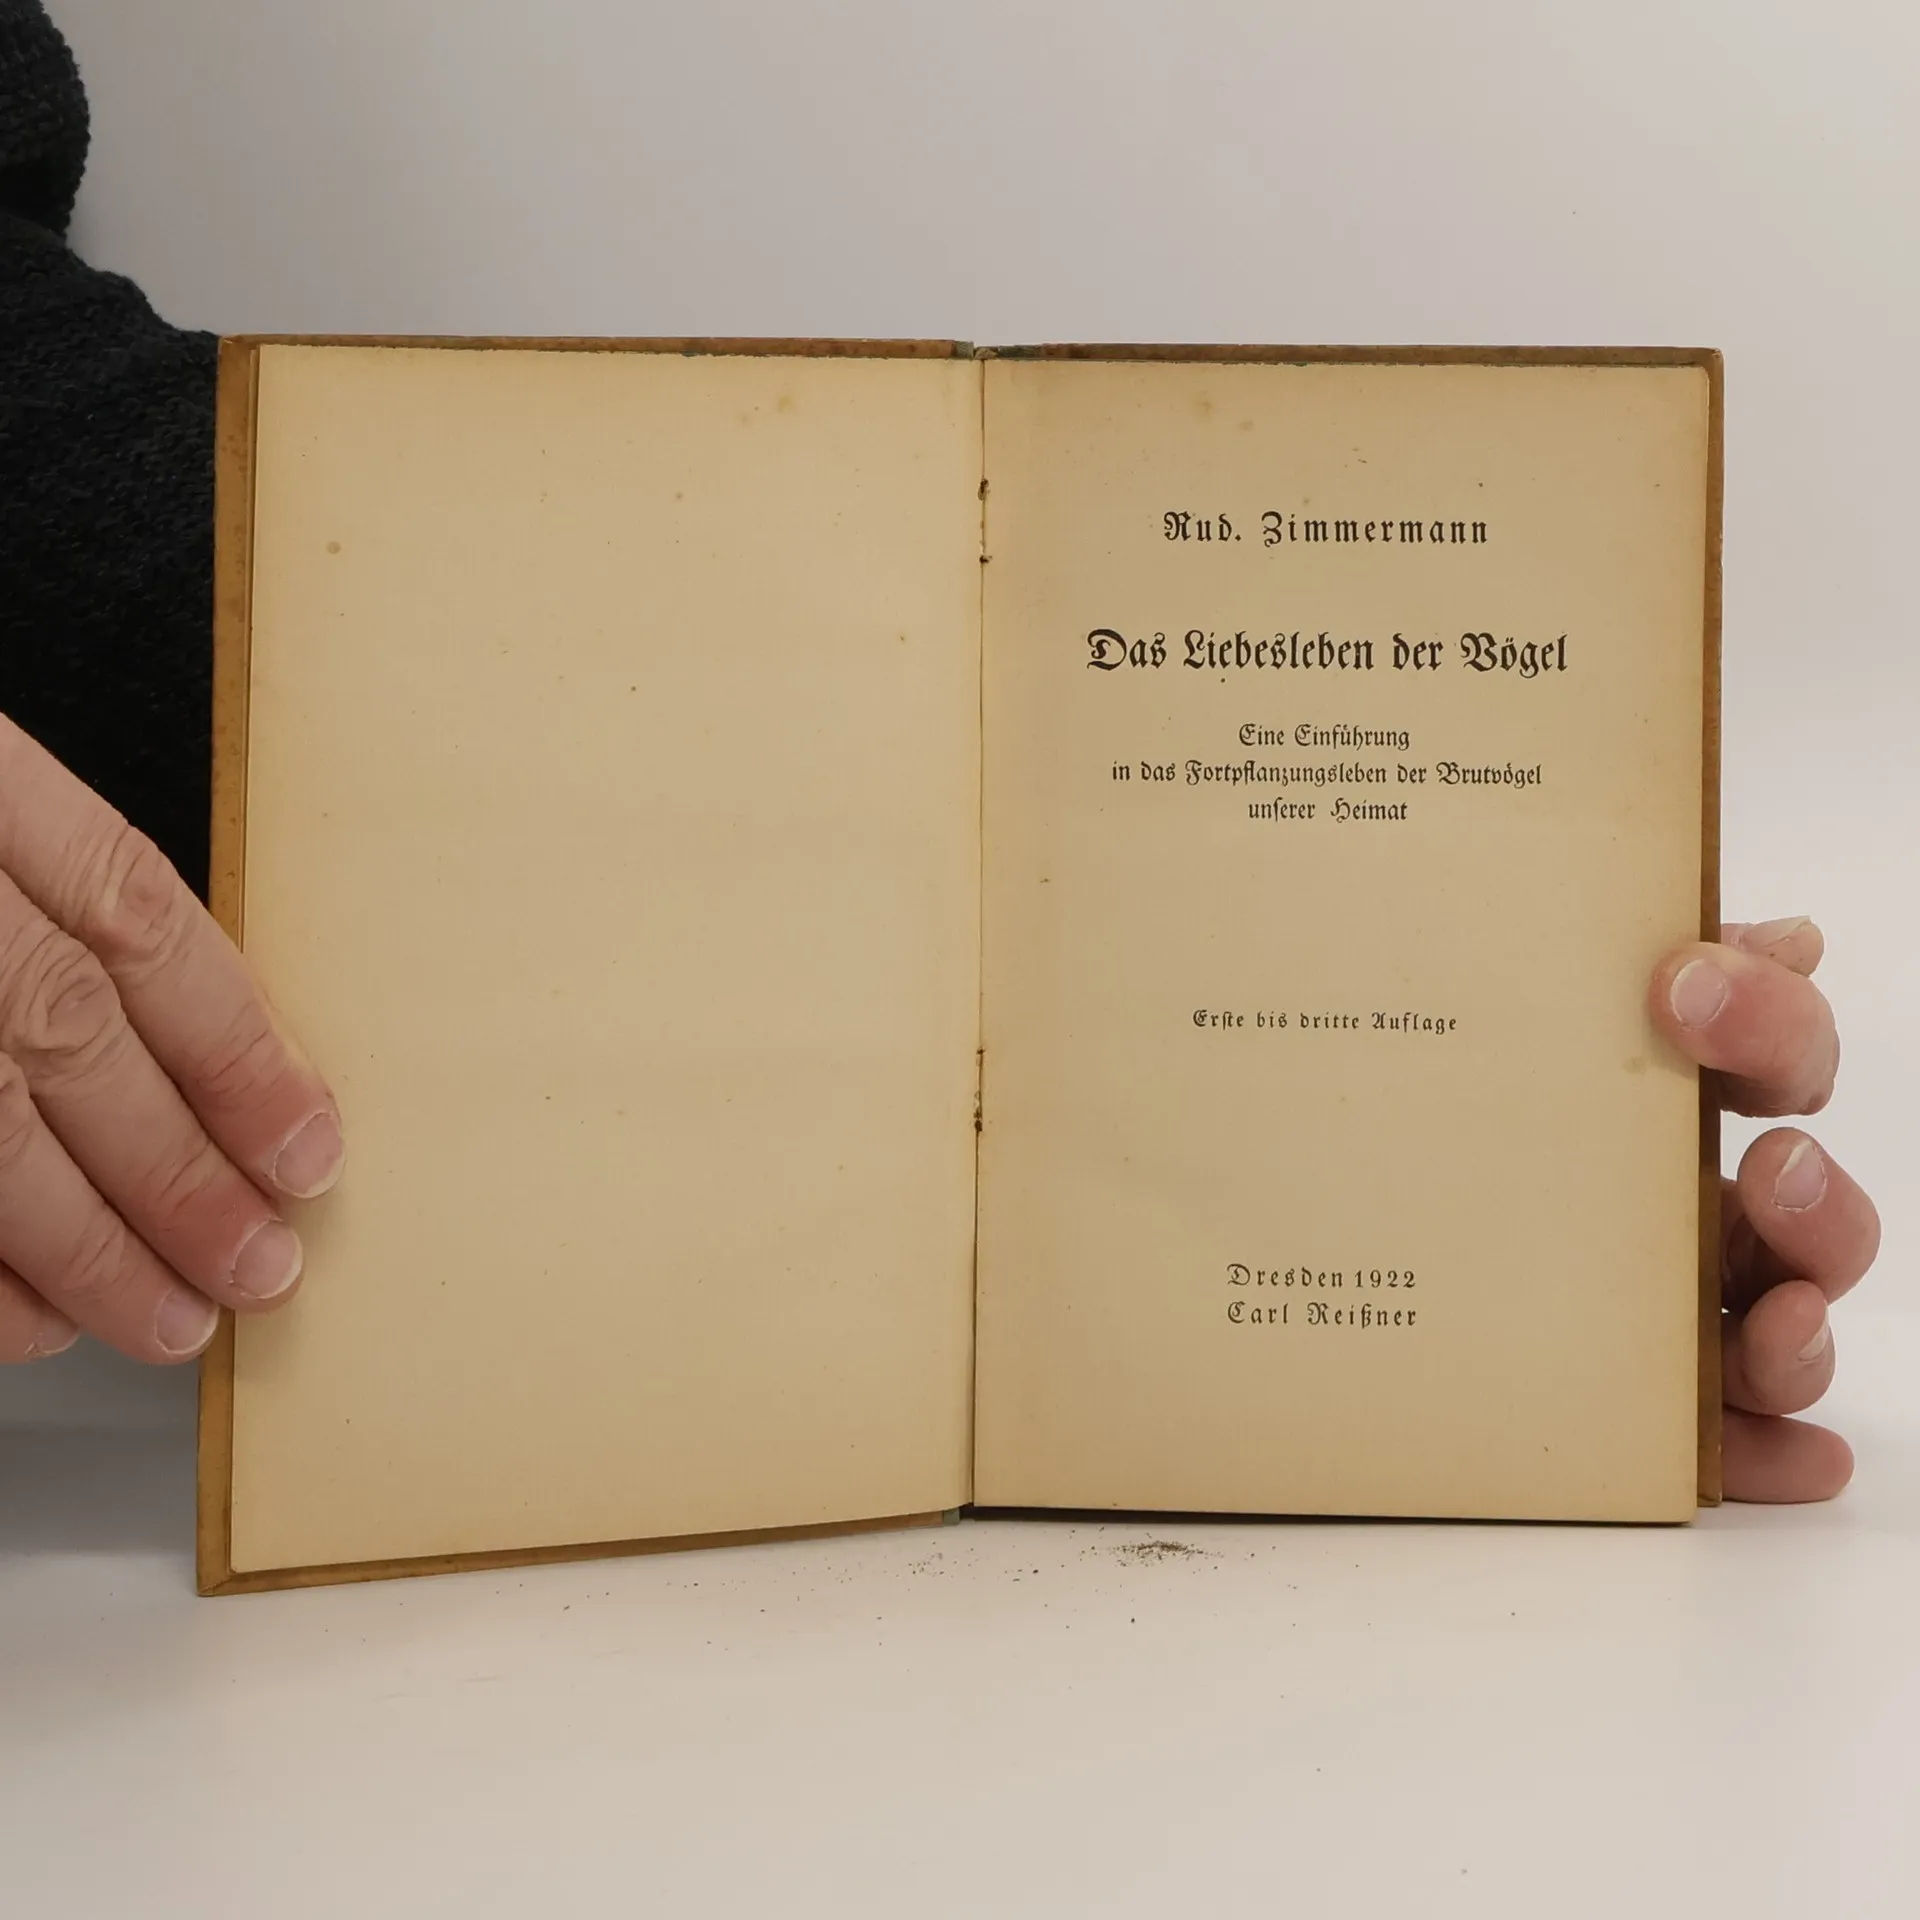 Rud. Zimmermann
Das Liebesleben der Vögel
Eine Einführung
in das Fortpflanzungsleben der Brutvögel
unſerer Heimat
Erſte bis dritte Auflage
Dresden 1922
Carl Reißner